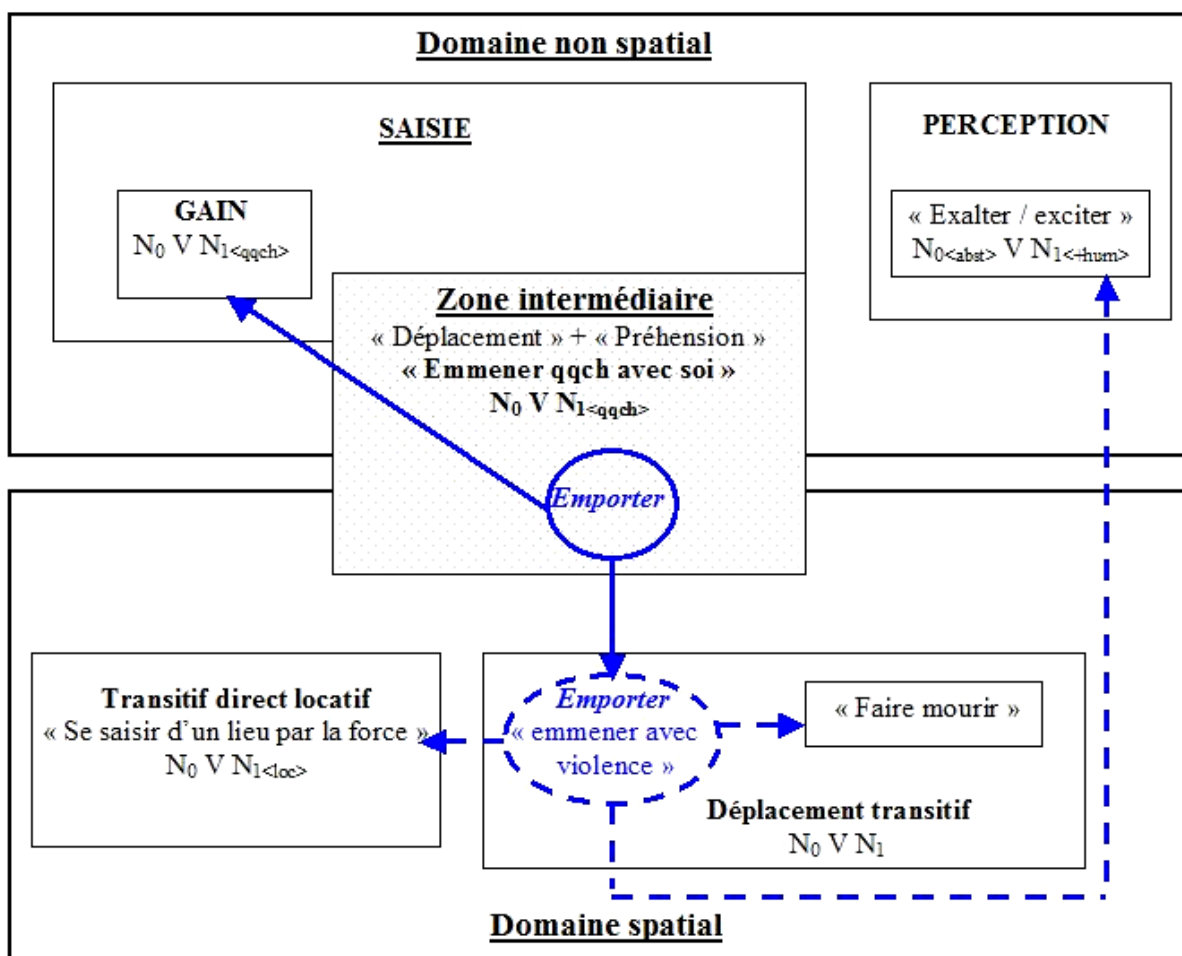 Domaine non spatial
SAISIE
GAIN
N₀ V N₁<qqch>
PERCEPTION
« Exalter / exciter »
N₀<abst> V N₁<+hum>
Zone intermédiaire
« Déplacement » + « Préhension »
« Emmener qqch avec soi »
N₀ V N₁<qqch>
Emporter
Transitif direct locatif
« Se saisir d’un lieu par la force »
N₀ V N₁<loc>
Emporter
« emmener avec
violence »
« Faire mourir »
Déplacement transitif
N₀ V N₁
Domaine spatial